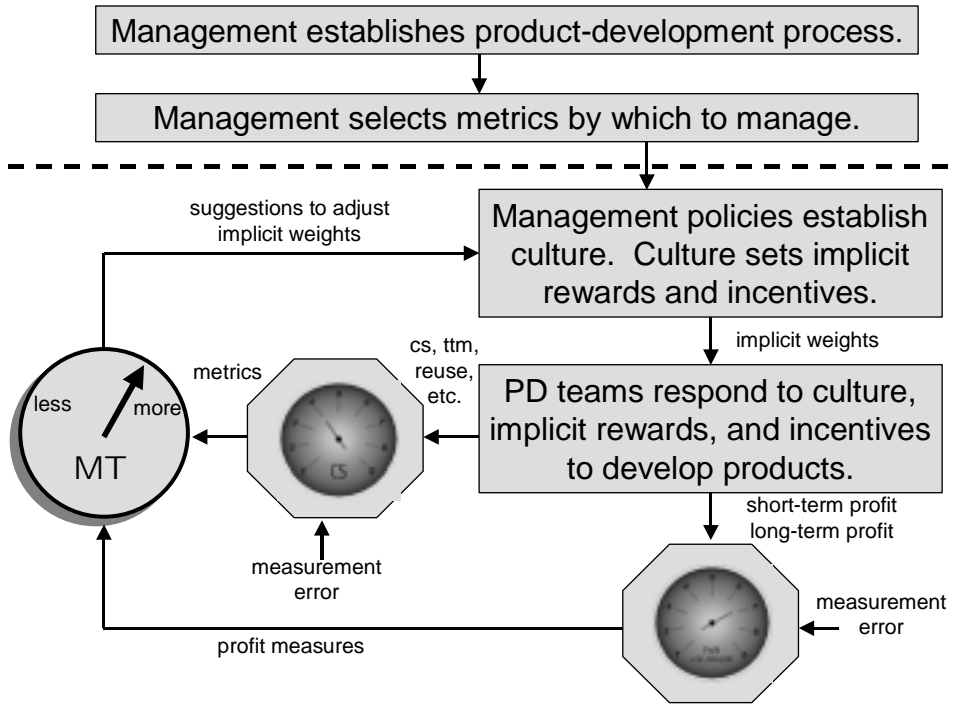 Management establishes product-development process.
Management selects metrics by which to manage.
suggestions to adjust
implicit weights
Management policies establish
culture. Culture sets implicit
rewards and incentives.
implicit weights
cs, ttm,
reuse,
etc.
metrics
less
more
MT
CS
PD teams respond to culture,
implicit rewards, and incentives
to develop products.
short-term profit
long-term profit
measurement
error
measurement
error
profit measures